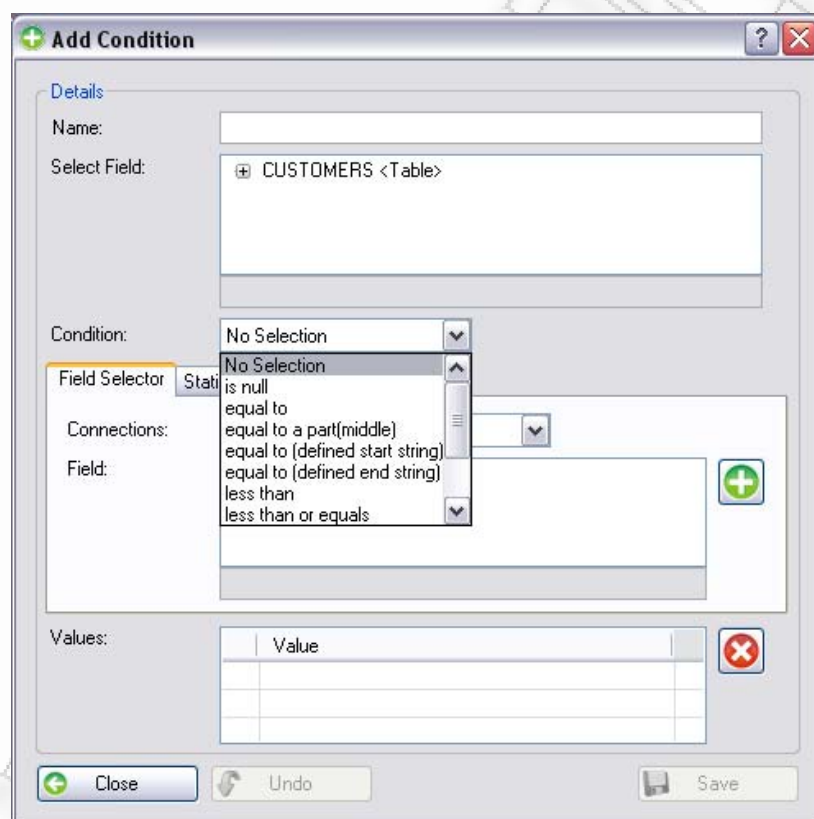 Add Condition
?
Details
Name:
Select Field:
CUSTOMERS <Table>
Condition:
No Selection
No Selection
is null
equal to
equal to a part(middle)
equal to (defined start string)
equal to (defined end string)
less than
less than or equals
Field Selector
Stati
Connections:
Field:
Values:
Value
Close
Undo
Save